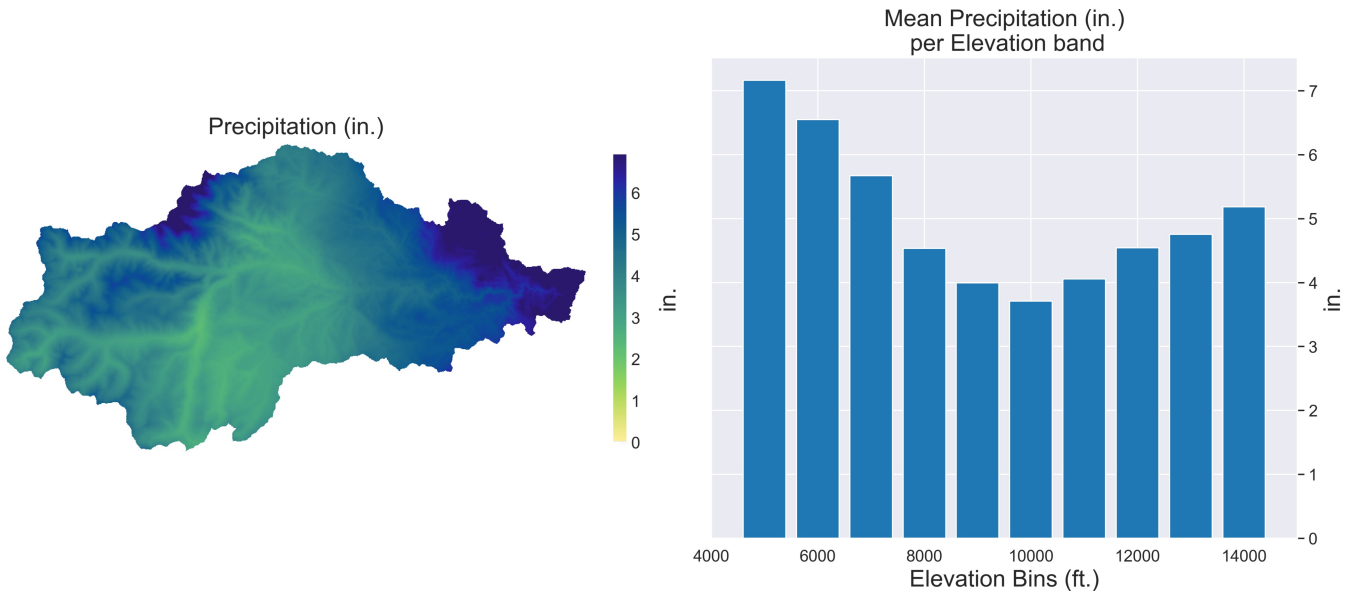 Precipitation (in.)
6
5
4
3
2
1
0
in.
Mean Precipitation (in.)
per Elevation band
7
6
5
4
3
2
1
0
in.
4000 6000 8000 10000 12000 14000
Elevation Bins (ft.)